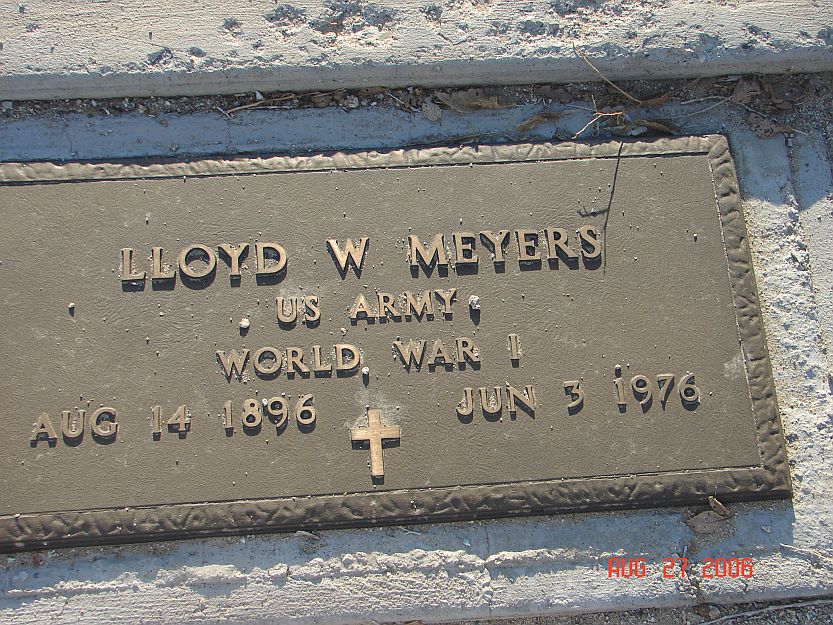 LLOYD W MEYERS
US ARMY
WORLD WAR I
AUG 14 1896 JUN 3 1976
AUG 27 2006